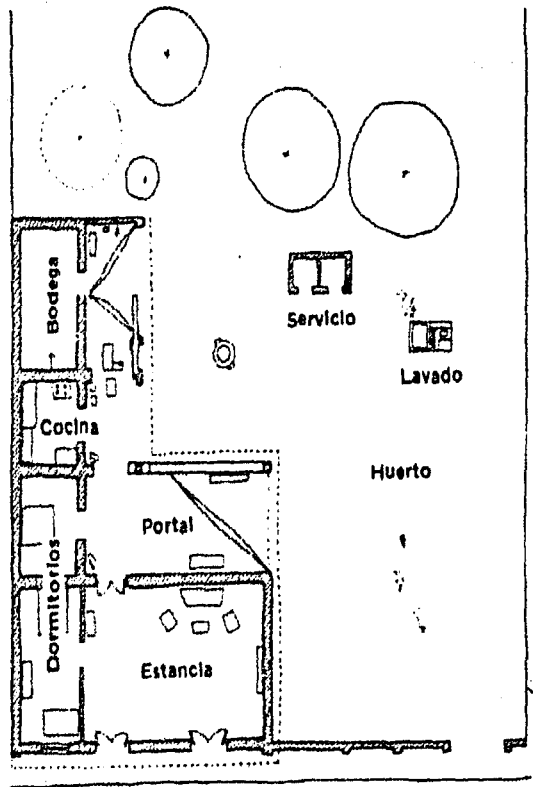 Bodega
Servicio
Lavado
Cocina
Huerto
Portal
Dormitorios
Estancia